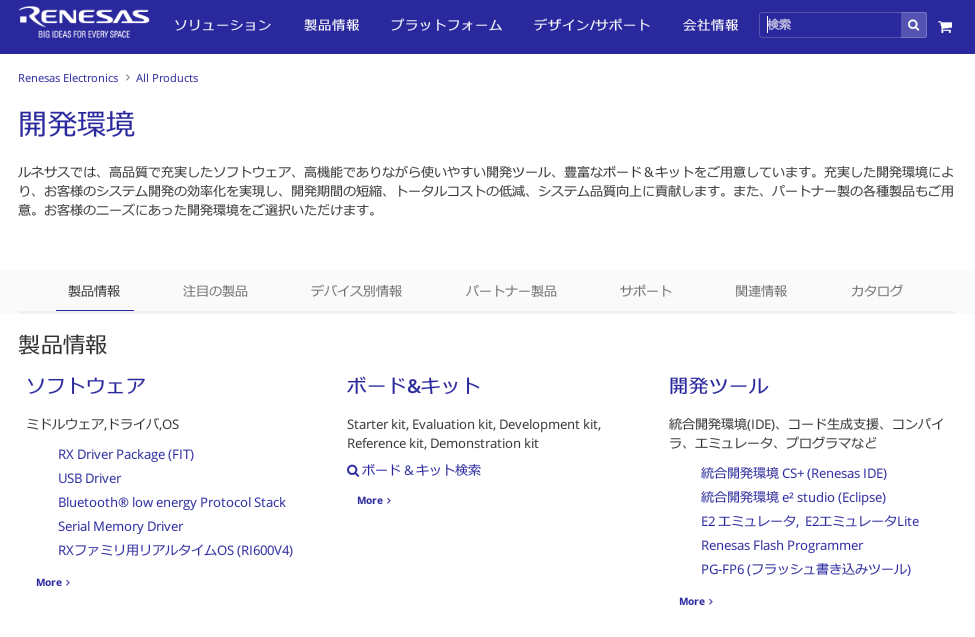 RENESAS
BIG IDEAS FOR EVERY SPACE
ソリューション 製品情報 プラットフォーム デザイン/サポート 会社情報 検索
Renesas Electronics > All Products
開発環境
ルネサスでは、高品質で充実したソフトウェア、高機能でありながら使いやすい開発ツール、豊富なボード＆キットをご用意しています。充実した開発環境によ
り、お客様のシステム開発の効率化を実現し、開発期間の短縮、トータルコストの低減、システム品質向上に貢献します。また、パートナー製の各種製品もご用
意。お客様のニーズにあった開発環境をご選択いただけます。
製品情報 注目の製品 デバイス別情報 パートナー製品 サポート 関連情報 カタログ
製品情報
ソフトウェア
ミドルウェア,ドライバ,OS
RX Driver Package (FIT)
USB Driver
Bluetooth® low energy Protocol Stack
Serial Memory Driver
RXファミリ用リアルタイムOS (RI600V4)
More >
ボード&キット
Starter kit, Evaluation kit, Development kit,
Reference kit, Demonstration kit
ボード & キット検索
More >
開発ツール
統合開発環境(IDE)、コード生成支援、コンパイ
ラ、エミュレータ、プログラマなど
統合開発環境 CS+ (Renesas IDE)
統合開発環境 e² studio (Eclipse)
E2 エミュレータ, E2エミュレータLite
Renesas Flash Programmer
PG-FP6 (フラッシュ書き込みツール)
More >